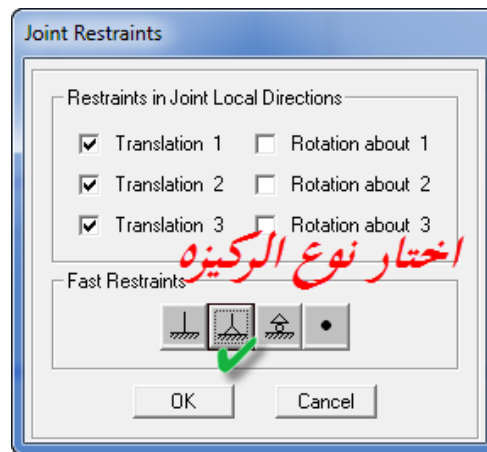 Joint Restraints
Restraints in Joint Local Directions
Translation 1 Rotation about 1
Translation 2 Rotation about 2
Translation 3 Rotation about 3
اختار نوع الركيزه
Fast Restraints
OK Cancel